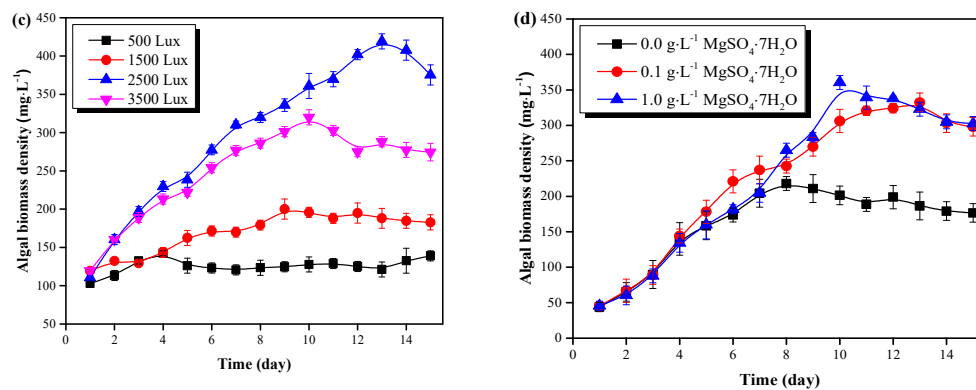 (c)
500 Lux
1500 Lux
2500 Lux
3500 Lux
Algal biomass density (mg·L⁻¹)
450
400
350
300
250
200
150
100
50
0 2 4 6 8 10 12 14
Time (day)
(d)
0.0 g·L⁻¹ MgSO₄·7H₂O
0.1 g·L⁻¹ MgSO₄·7H₂O
1.0 g·L⁻¹ MgSO₄·7H₂O
Algal biomass density (mg·L⁻¹)
450
400
350
300
250
200
150
100
50
0
0 2 4 6 8 10 12 14
Time (day)